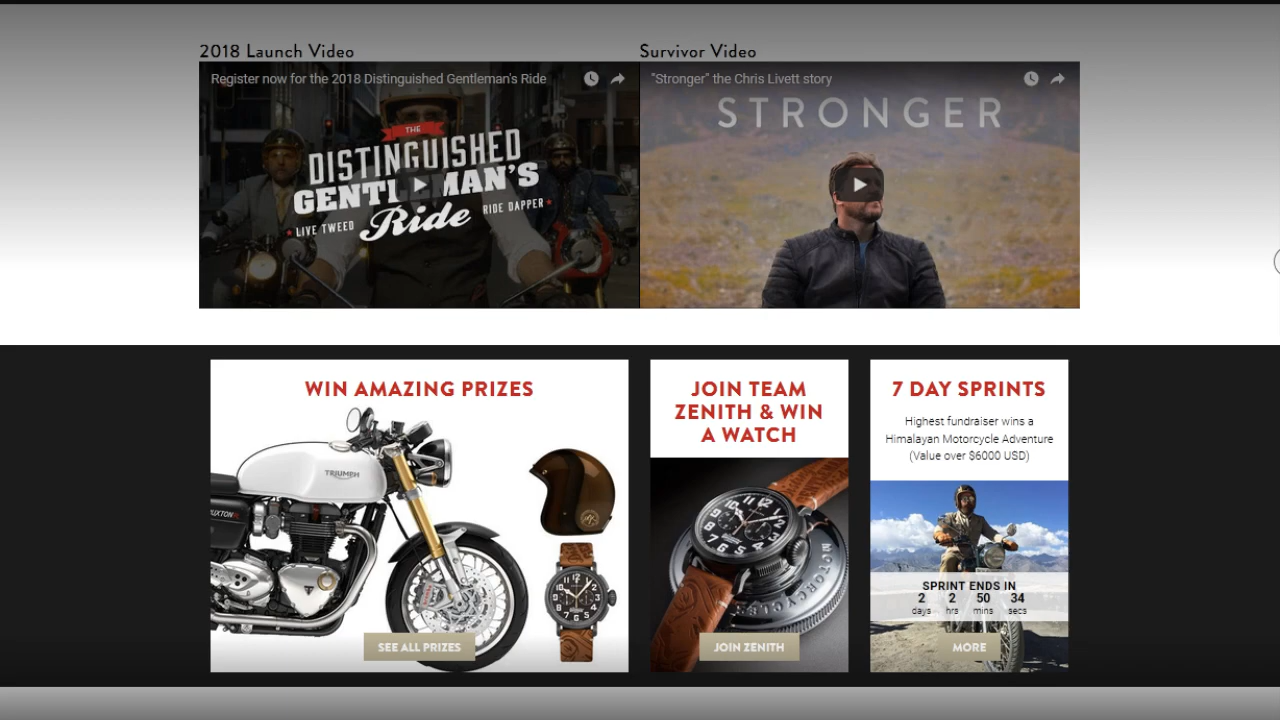 2018 Launch Video
Survivor Video
Register now for the 2018 Distinguished Gentleman's Ride
"Stronger" the Chris Livett story
THE
DISTINGUISHED
GENTLEMAN'S
LIVE TWEED
Ride
RIDE DAPPER
STRONGER
WIN AMAZING PRIZES
TRIUMPH
SEE ALL PRIZES
JOIN TEAM
ZENITH & WIN
A WATCH
JOIN ZENITH
7 DAY SPRINTS
Highest fundraiser wins a
Himalayan Motorcycle Adventure
(Value over $6000 USD)
SPRINT ENDS IN
2 2 50 34
days hrs mins secs
MORE